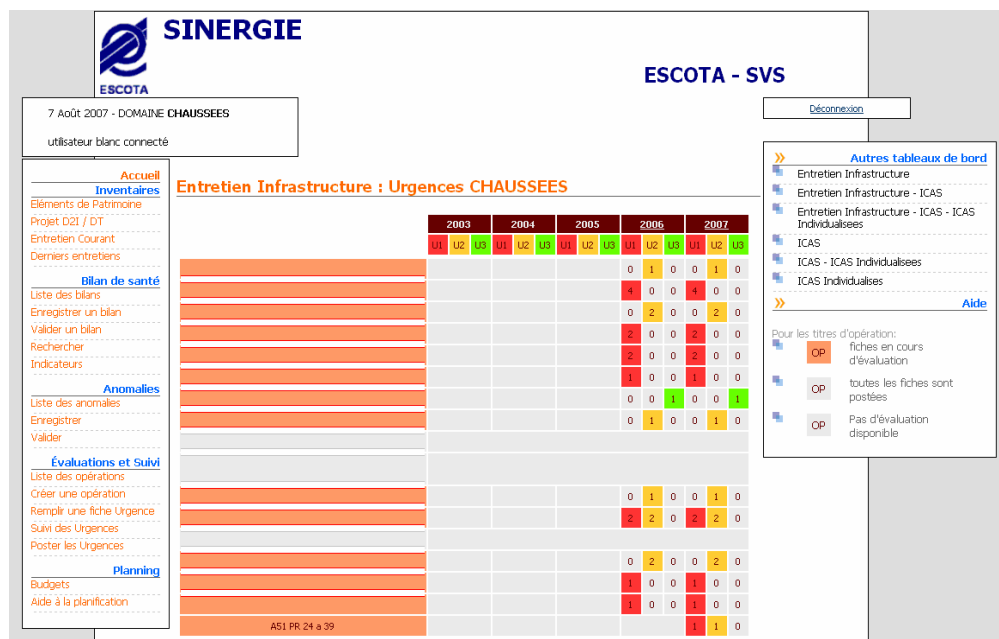 SINERGIE
ESCOTA
ESCOTA - SVS
7 Août 2007 - DOMAINE CHAUSSEES
utilisateur blanc connecté
Déconnexion
Accueil
Inventaires
Eléments de Patrimoine
Projet D2I / DT
Entretien Courant
Derniers entretiens
Bilan de santé
Liste des bilans
Enregistrer un bilan
Valider un bilan
Rechercher
Indicateurs
Anomalies
Liste des anomalies
Enregistrer
Valider
Évaluations et Suivi
Liste des opérations
Créer une opération
Remplir une fiche Urgence
Suivi des Urgences
Poster les Urgences
Planning
Budgets
Aide à la planification
Entretien Infrastructure : Urgences CHAUSSEES
2003 2004 2005 2006 2007
U1 U2 U3 U1 U2 U3 U1 U2 U3 U1 U2 U3 U1 U2 U3
0 1 0 0 1 0
4 0 0 4 0 0
0 2 0 0 2 0
2 0 0 2 0 0
2 0 0 2 0 0
1 0 0 1 0 0
0 0 1 0 0 1
0 1 0 0 1 0
0 1 0 0 1 0
2 2 0 2 2 0
0 2 0 0 2 0
1 0 0 1 0 0
1 0 0 1 0 0
A51 PR 24 a 39 1 1 0
Autres tableaux de bord
Entretien Infrastructure
Entretien Infrastructure - ICAS
Entretien Infrastructure - ICAS - ICAS
Individualisees
ICAS
ICAS - ICAS Individualisees
ICAS Individualises
Aide
Pour les titres d'opération:
OP fiches en cours
d'évaluation
OP toutes les fiches sont
postées
OP Pas d'évaluation
disponible